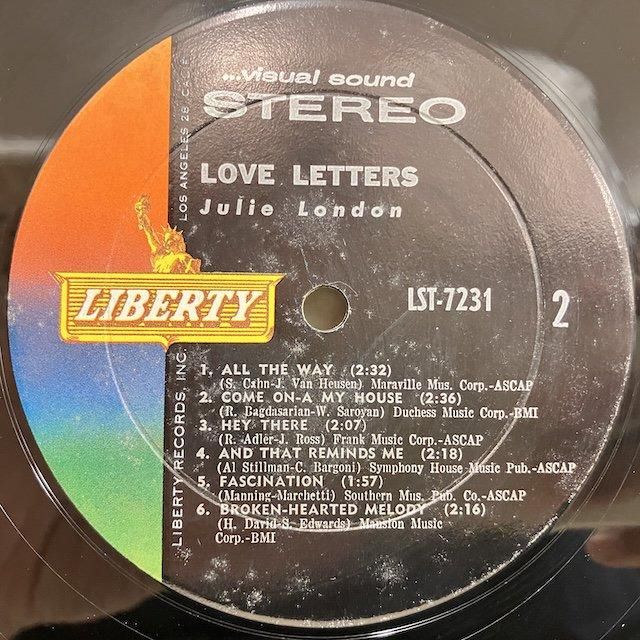 ...visual sound
STEREO
LOVE LETTERS
Julie London
LIBERTY
LST-7231
2
1. ALL THE WAY (2:32)
(S. Cahn-J. Van Heusen) Maraville Mus. Corp.-ASCAP
2. COME ON-A MY HOUSE (2:36)
(R. Bagdasarian-W. Saroyan) Duchess Music Corp.-BMI
3. HEY THERE (2:07)
(R. Adler-J. Ross) Frank Music Corp.-ASCAP
4. AND THAT REMINDS ME (2:18)
(Al Stillman-C. Bargoni) Symphony House Music Pub.-ASCAP
5. FASCINATION (1:57)
(Manning-Marchetti) Southern Mus. Pub. Co.-ASCAP
6. BROKEN-HEARTED MELODY (2:16)
(H. David-S. Edwards) Mansion Music
Corp.-BMI
LIBERTY RECORDS, INC.
LOS ANGELES 28